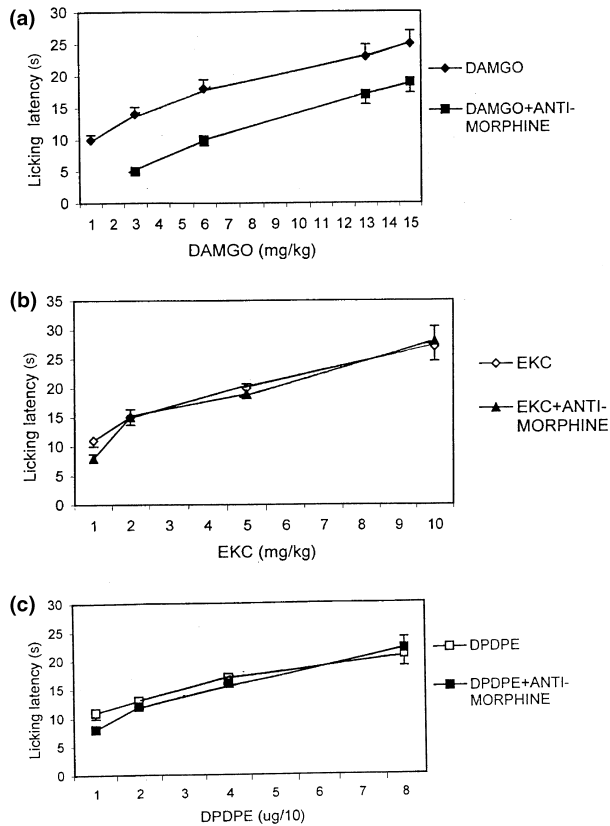 (a)
30
25
20
15
10
5
0
Licking latency (s)
1 2 3 4 5 6 7 8 9 10 11 12 13 14 15
DAMGO (mg/kg)
DAMGO
DAMGO+ANTI-
MORPHINE
(b)
35
30
25
20
15
10
5
0
Licking latency (s)
1 2 3 4 5 6 7 8 9 10
EKC (mg/kg)
EKC
EKC+ANTI-
MORPHINE
(c)
30
25
20
15
10
5
0
Licking latency (s)
1 2 3 4 5 6 7 8
DPDPE (ug/10)
DPDPE
DPDPE+ANTI-
MORPHINE